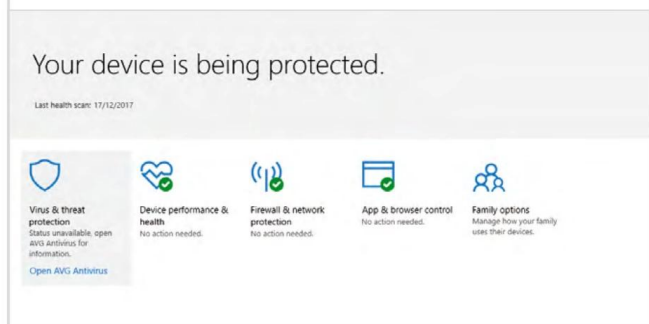 Your device is being protected.
Last health scan: 17/12/2017
Virus & threat
protection
Status unavailable, open
AVG Antivirus for
information.
Open AVG Antivirus
Device performance &
health
No action needed.
Firewall & network
protection
No action needed.
App & browser control
No action needed.
Family options
Manage how your family
uses their devices.